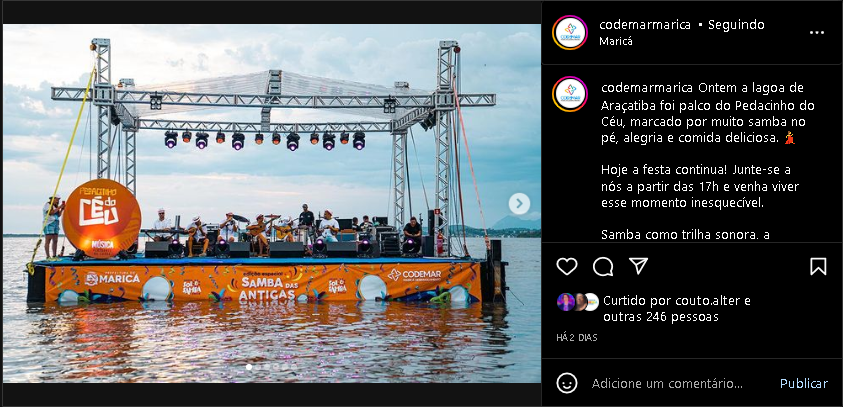 PEDACINHO
do
CÉU
MÚSICA
PREFEITURA DE
MARICÁ
edição especial
SAMBA DAS
ANTIGAS
CODEMAR
codemarmarica • Seguindo
Maricá
codemarmarica Ontem a lagoa de
Araçatiba foi palco do Pedacinho do
Céu, marcado por muito samba no
pé, alegria e comida deliciosa. 💃
Hoje a festa continua! Junte-se a
nós a partir das 17h e venha viver
esse momento inesquecível.
Samba como trilha sonora, a
Curtido por couto.alter e
outras 246 pessoas
HÁ 2 DIAS
Adicione um comentário...
Publicar